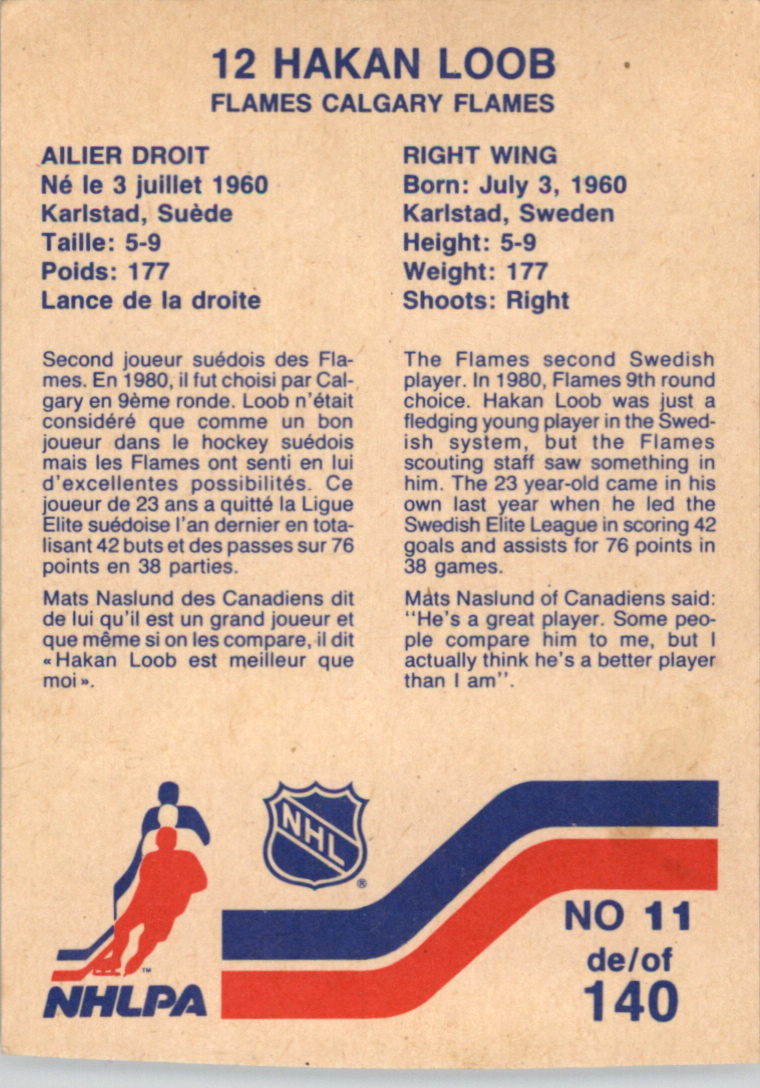 12 HAKAN LOOB
FLAMES CALGARY FLAMES
AILIER DROIT
Né le 3 juillet 1960
Karlstad, Suède
Taille: 5-9
Poids: 177
Lance de la droite
Second joueur suédois des Fla-
mes. En 1980, il fut choisi par Cal-
gary en 9ème ronde. Loob n'était
considéré que comme un bon
joueur dans le hockey suédois
mais les Flames ont senti en lui
d'excellentes possibilités. Ce
joueur de 23 ans a quitté la Ligue
Elite suédoise l'an dernier en tota-
lisant 42 buts et des passes sur 76
points en 38 parties.
Mats Naslund des Canadiens dit
de lui qu'il est un grand joueur et
que même si on les compare, il dit
«Hakan Loob est meilleur que
moi».
RIGHT WING
Born: July 3, 1960
Karlstad, Sweden
Height: 5-9
Weight: 177
Shoots: Right
The Flames second Swedish
player. In 1980, Flames 9th round
choice. Hakan Loob was just a
fledging young player in the Swed-
ish system, but the Flames
scouting staff saw something in
him. The 23 year-old came in his
own last year when he led the
Swedish Elite League in scoring 42
goals and assists for 76 points in
38 games.
Mats Naslund of Canadiens said:
"He's a great player. Some peo-
ple compare him to me, but I
actually think he's a better player
than I am".
NHL
®
™
NHLPA
NO 11
de/of
140